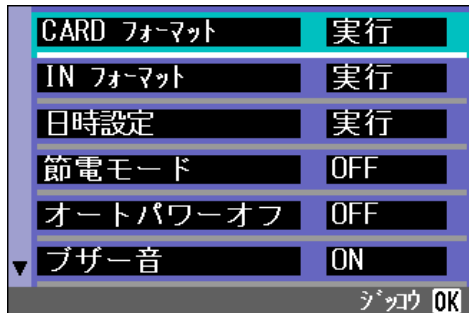 CARD ﾌｫｰﾏｯﾄ 実行
IN ﾌｫｰﾏｯﾄ 実行
日時設定 実行
節電モード OFF
オートパワーオフ OFF
ブザー音 ON
ｼﾞｯｺｳ OK